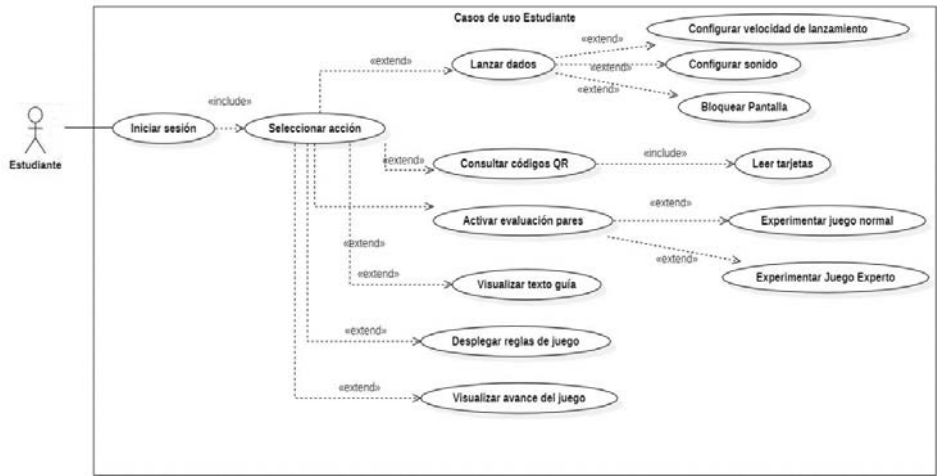 Casos de uso Estudiante
Configurar velocidad de lanzamiento
«extend»
«extend»
Lanzar dados
«extend»
Configurar sonido
«extend»
Bloquear Pantalla
«include»
Estudiante
Iniciar sesión
Seleccionar acción
«extend»
Consultar códigos QR
«include»
Leer tarjetas
Activar evaluación pares
«extend»
Experimentar juego normal
«extend»
«extend»
Experimentar Juego Experto
Visualizar texto guía
«extend»
Desplegar reglas de juego
«extend»
Visualizar avance del juego